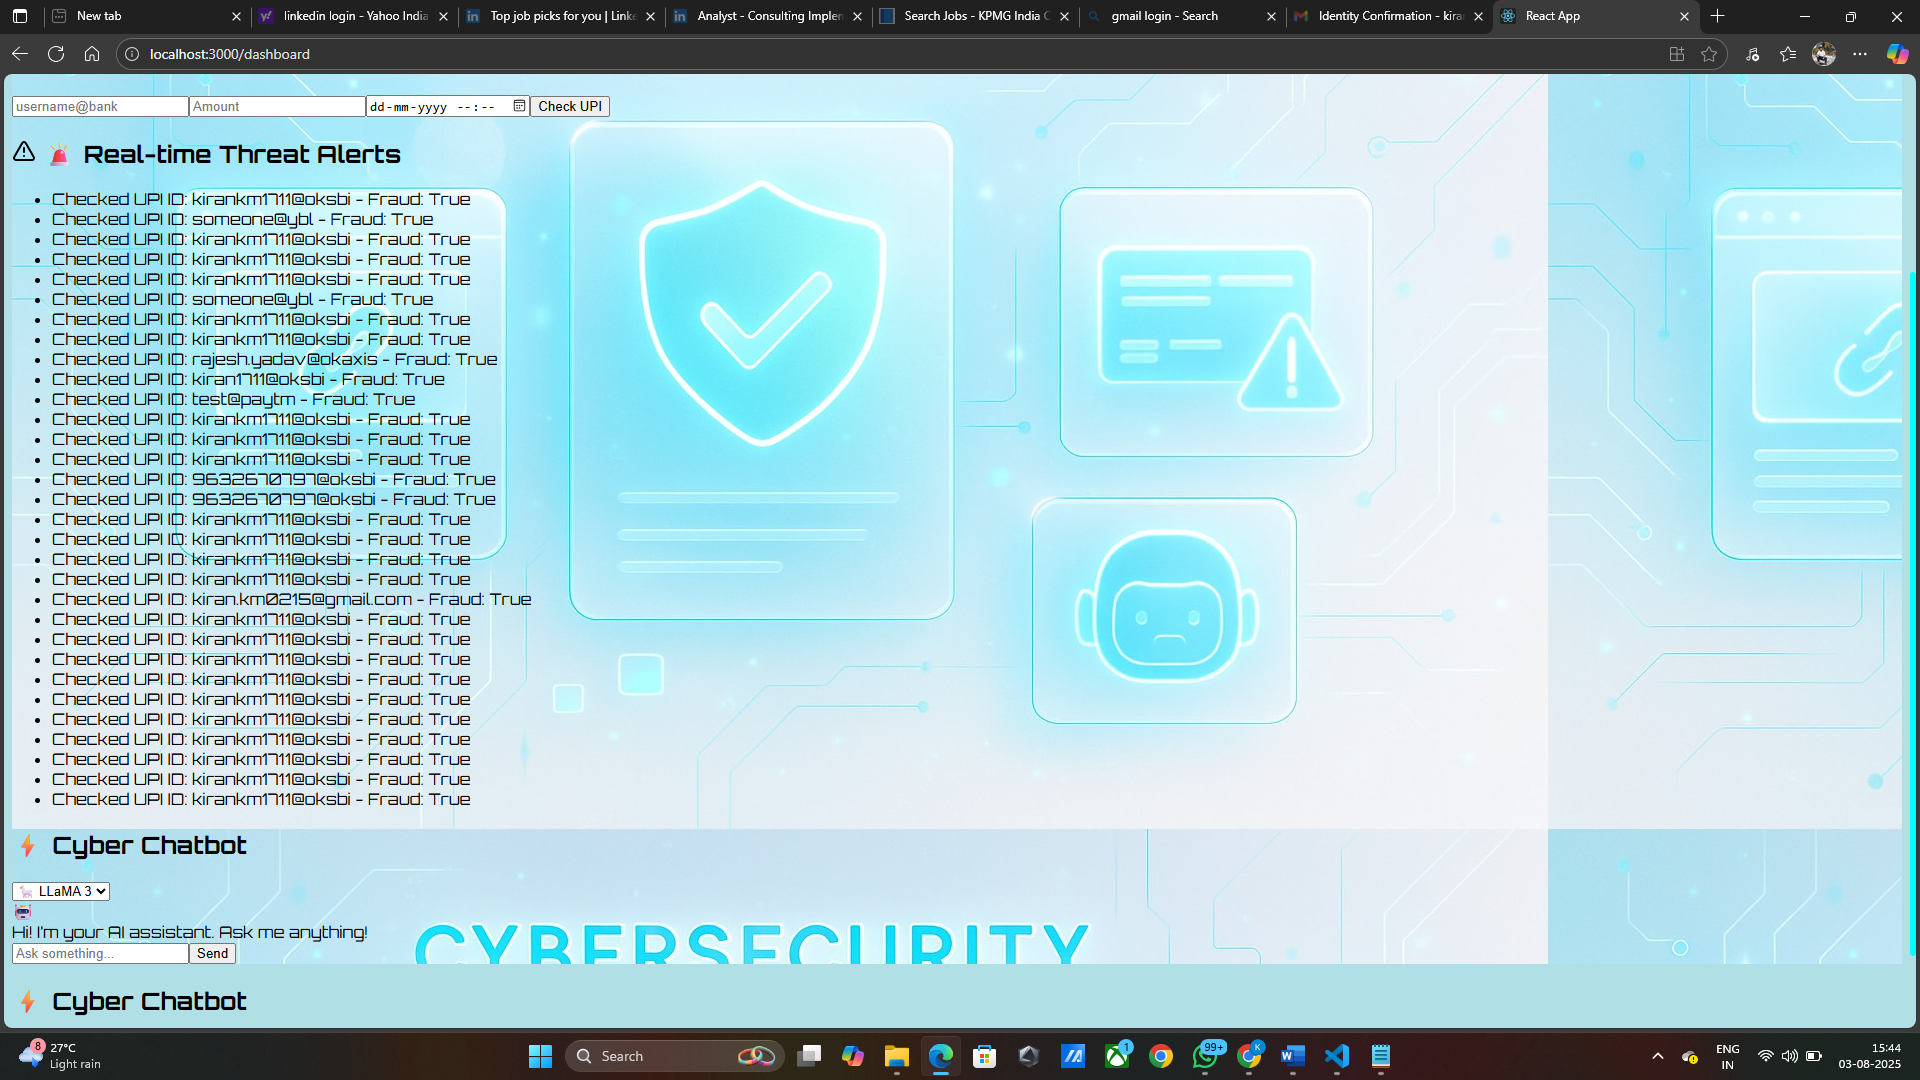 New tab
linkedin login - Yahoo India
Top job picks for you | Linke
Analyst - Consulting Implen
Search Jobs - KPMG India C
gmail login - Search
Identity Confirmation - kira
React App
localhost:3000/dashboard
username@bank Amount dd-mm-yyyy --:-- Check UPI
Real-time Threat Alerts
Checked UPI ID: kirankm1711@oksbi - Fraud: True
Checked UPI ID: someone@ybl - Fraud: True
Checked UPI ID: kirankm1711@oksbi - Fraud: True
Checked UPI ID: kirankm1711@oksbi - Fraud: True
Checked UPI ID: kirankm1711@oksbi - Fraud: True
Checked UPI ID: someone@ybl - Fraud: True
Checked UPI ID: kirankm1711@oksbi - Fraud: True
Checked UPI ID: kirankm1711@oksbi - Fraud: True
Checked UPI ID: rajesh.yadav@okaxis - Fraud: True
Checked UPI ID: kiran1711@oksbi - Fraud: True
Checked UPI ID: test@paytm - Fraud: True
Checked UPI ID: kirankm1711@oksbi - Fraud: True
Checked UPI ID: kirankm1711@oksbi - Fraud: True
Checked UPI ID: kirankm1711@oksbi - Fraud: True
Checked UPI ID: 9632670797@oksbi - Fraud: True
Checked UPI ID: 9632670797@oksbi - Fraud: True
Checked UPI ID: kirankm1711@oksbi - Fraud: True
Checked UPI ID: kirankm1711@oksbi - Fraud: True
Checked UPI ID: kirankm1711@oksbi - Fraud: True
Checked UPI ID: kirankm1711@oksbi - Fraud: True
Checked UPI ID: kiran.km0215@gmail.com - Fraud: True
Checked UPI ID: kirankm1711@oksbi - Fraud: True
Checked UPI ID: kirankm1711@oksbi - Fraud: True
Checked UPI ID: kirankm1711@oksbi - Fraud: True
Checked UPI ID: kirankm1711@oksbi - Fraud: True
Checked UPI ID: kirankm1711@oksbi - Fraud: True
Checked UPI ID: kirankm1711@oksbi - Fraud: True
Checked UPI ID: kirankm1711@oksbi - Fraud: True
Checked UPI ID: kirankm1711@oksbi - Fraud: True
Checked UPI ID: kirankm1711@oksbi - Fraud: True
Checked UPI ID: kirankm1711@oksbi - Fraud: True
Cyber Chatbot
LLaMA 3
Hi! I'm your AI assistant. Ask me anything!
CYBERSECURITY
Ask something... Send
Cyber Chatbot
8
27°C
Light rain
Search
1
99+
K
ENG
IN
15:44
03-08-2025